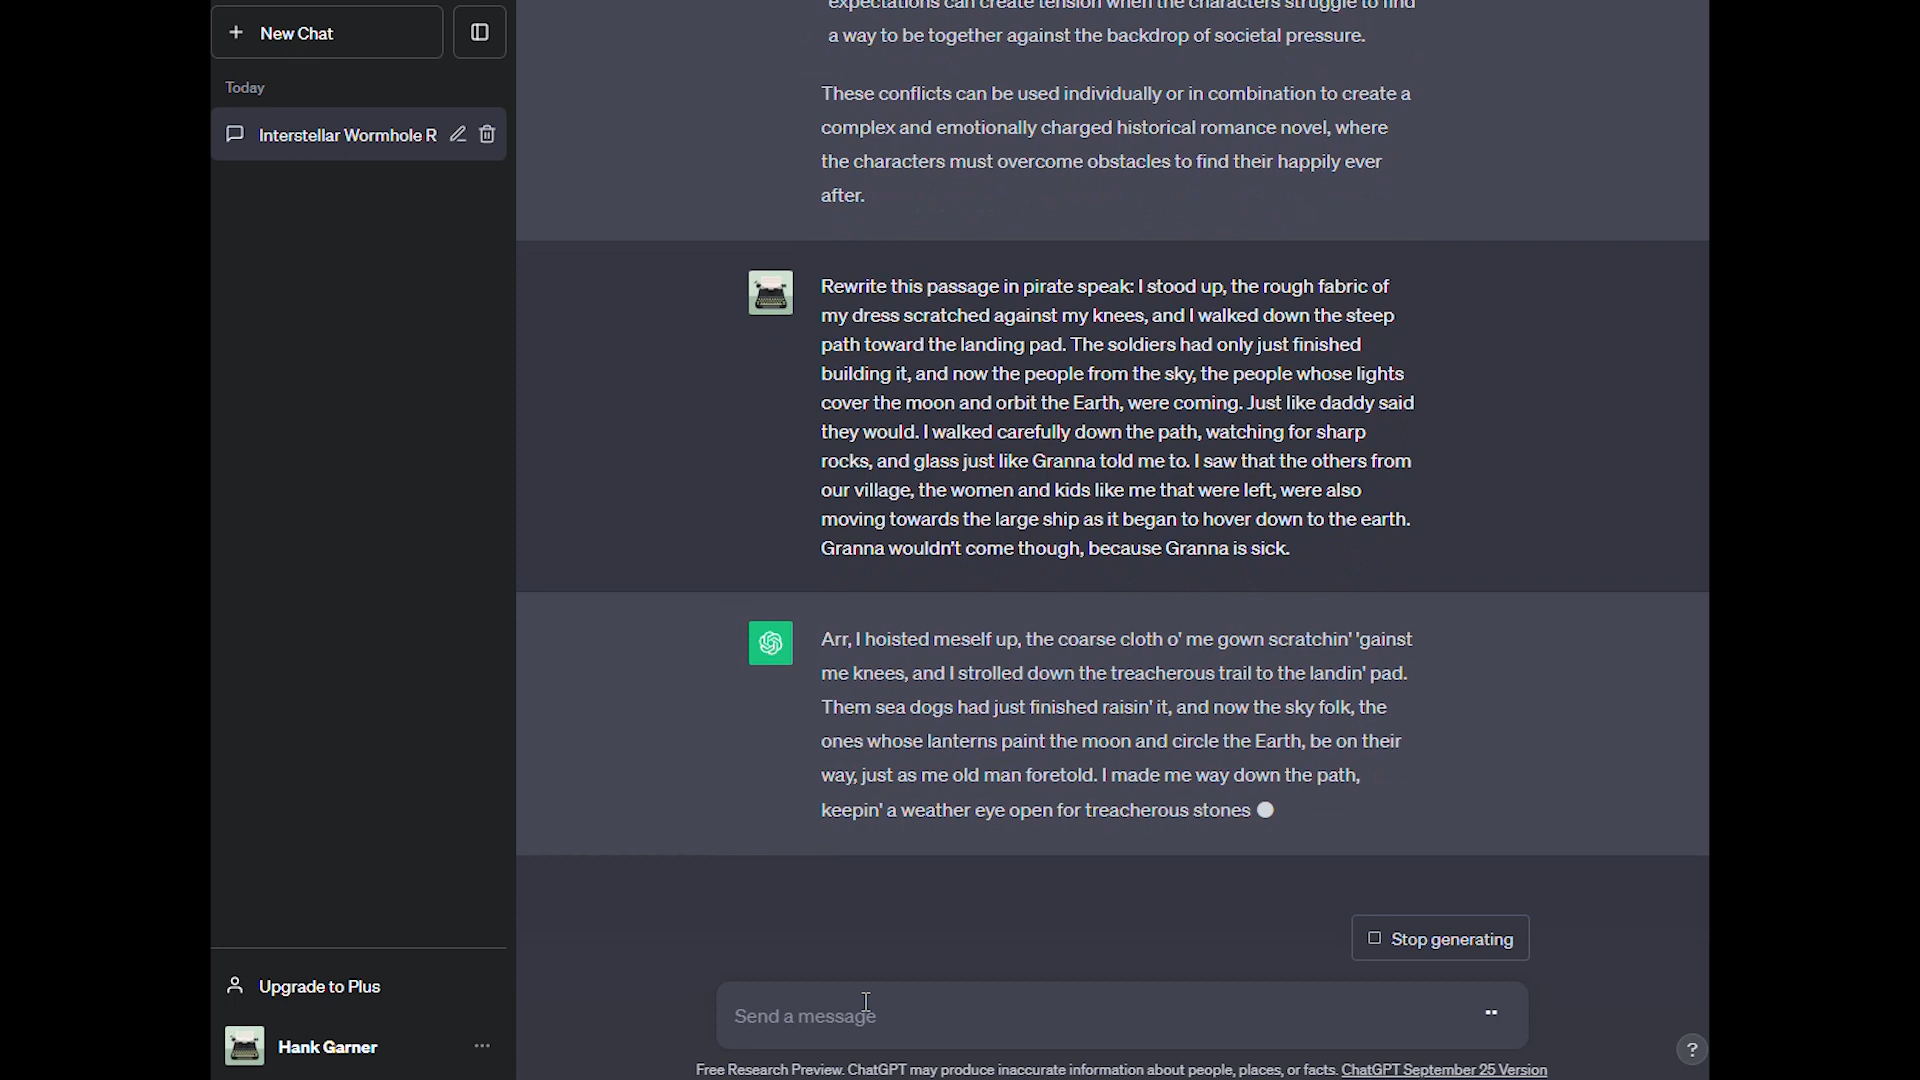 New Chat
Today
Interstellar Wormhole R
expectations can create tension when the characters struggle to find
a way to be together against the backdrop of societal pressure.
These conflicts can be used individually or in combination to create a
complex and emotionally charged historical romance novel, where
the characters must overcome obstacles to find their happily ever
after.
Rewrite this passage in pirate speak: I stood up, the rough fabric of
my dress scratched against my knees, and I walked down the steep
path toward the landing pad. The soldiers had only just finished
building it, and now the people from the sky, the people whose lights
cover the moon and orbit the Earth, were coming. Just like daddy said
they would. I walked carefully down the path, watching for sharp
rocks, and glass just like Granna told me to. I saw that the others from
our village, the women and kids like me that were left, were also
moving towards the large ship as it began to hover down to the earth.
Granna wouldn't come though, because Granna is sick.
Arr, I hoisted meself up, the coarse cloth o' me gown scratchin' 'gainst
me knees, and I strolled down the treacherous trail to the landin' pad.
Them sea dogs had just finished raisin' it, and now the sky folk, the
ones whose lanterns paint the moon and circle the Earth, be on their
way, just as me old man foretold. I made me way down the path,
keepin' a weather eye open for treacherous stones
Stop generating
Send a message
Upgrade to Plus
Hank Garner
?
Free Research Preview. ChatGPT may produce inaccurate information about people, places, or facts. ChatGPT September 25 Version